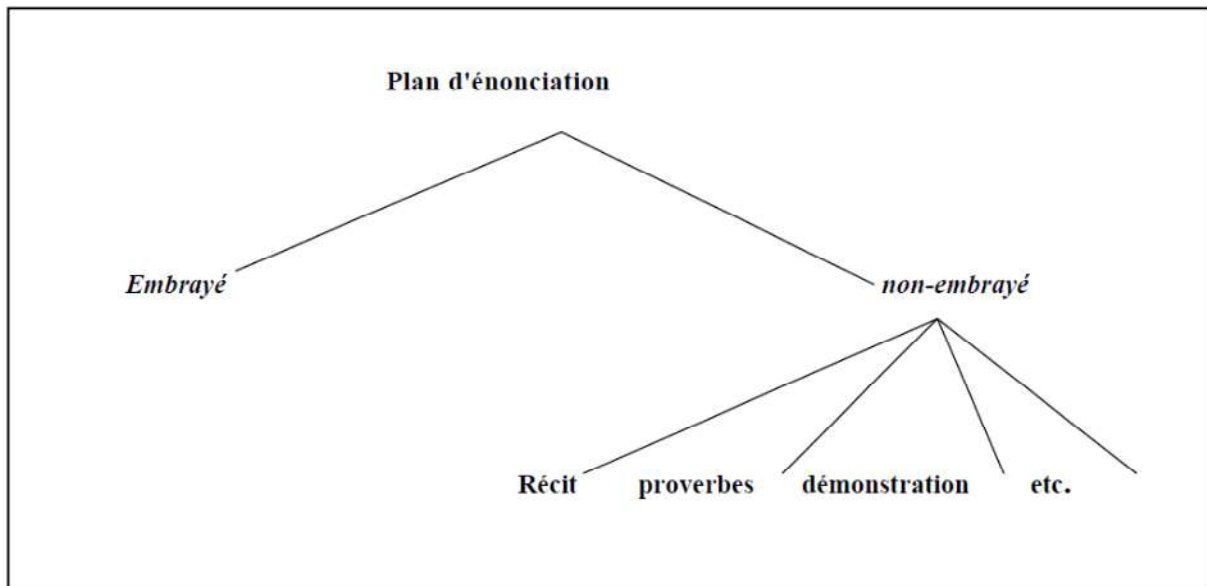 Plan d'énonciation
Embrayé non-embrayé
Récit proverbes démonstration etc.